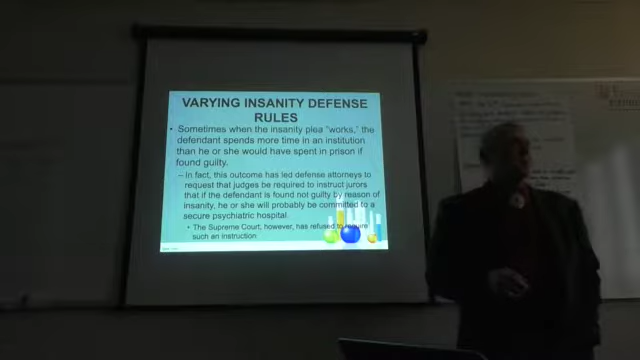 VARYING INSANITY DEFENSE
RULES
• Sometimes when the insanity plea "works," the
defendant spends more time in an institution
than he or she would have spent in prison if
found guilty.
– In fact, this outcome has led defense attorneys to
request that judges be required to instruct jurors
that if the defendant is found not guilty by reason of
insanity, he or she will probably be committed to a
secure psychiatric hospital.
• The Supreme Court, however, has refused to require
such an instruction